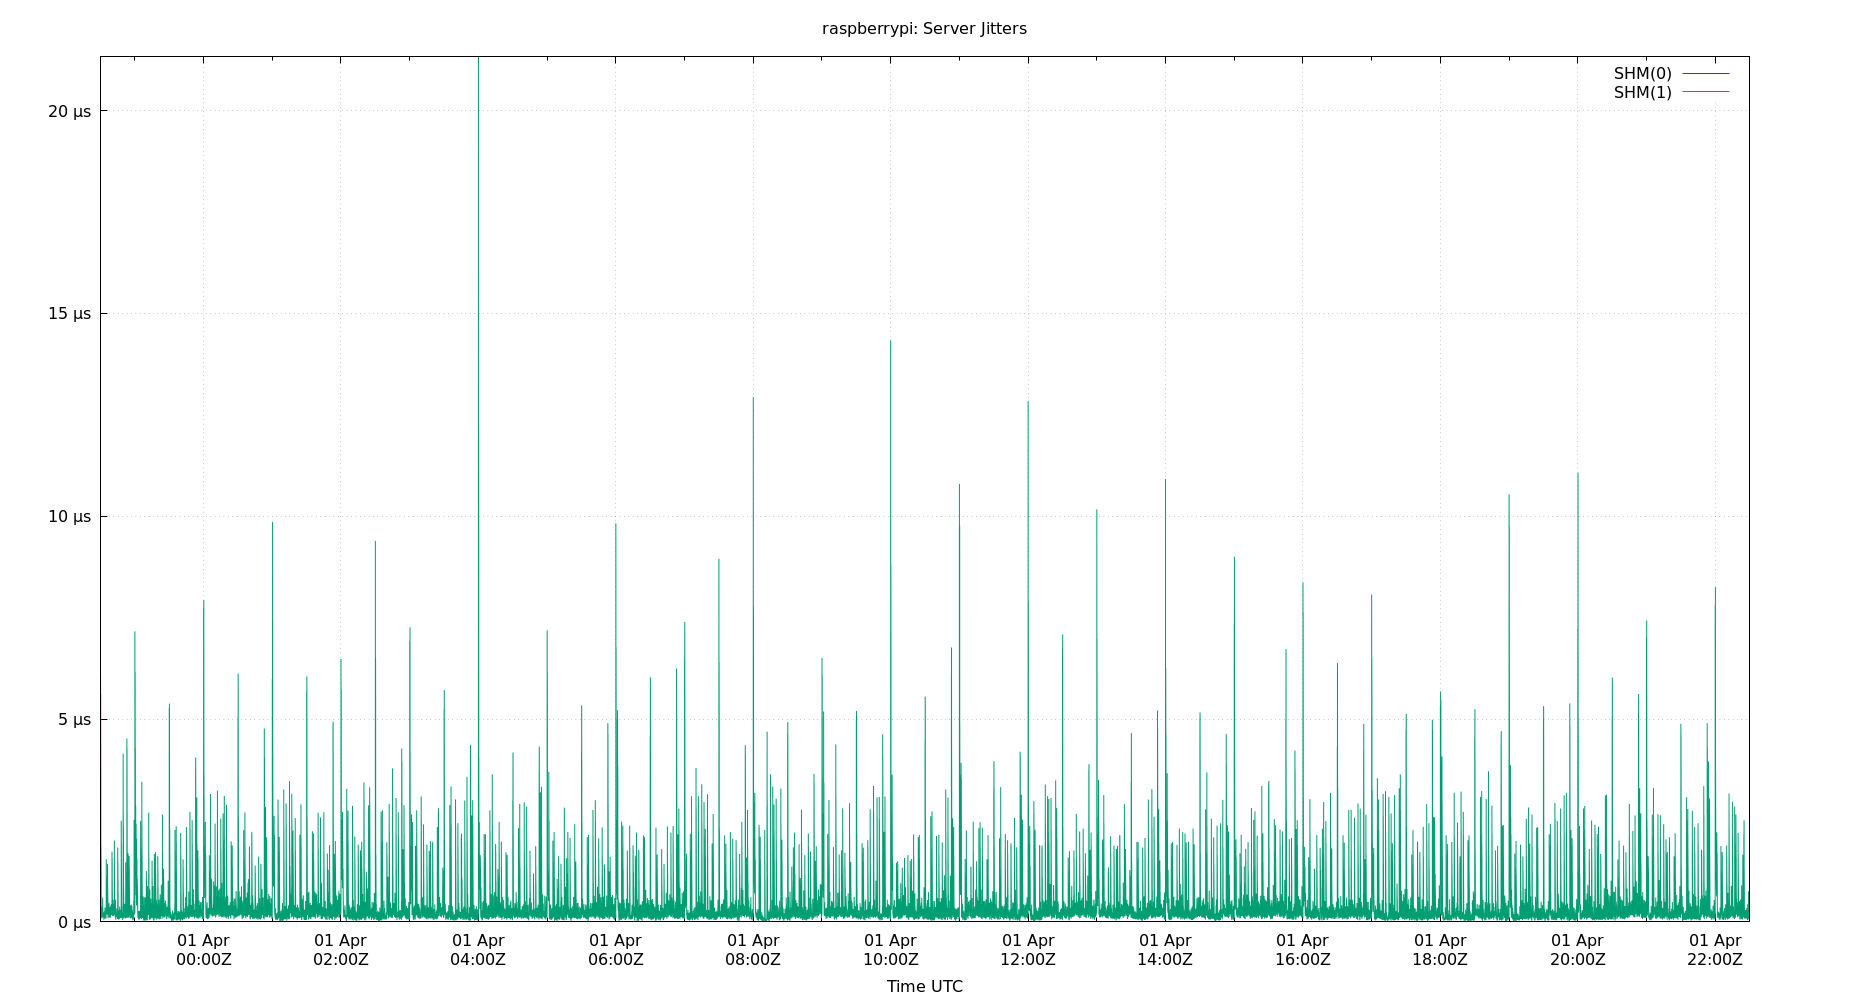 raspberrypi: Server Jitters
SHM(0)
SHM(1)
20 µs
15 µs
10 µs
5 µs
0 µs
01 Apr 01 Apr 01 Apr 01 Apr 01 Apr 01 Apr 01 Apr 01 Apr 01 Apr 01 Apr 01 Apr 01 Apr
00:00Z 02:00Z 04:00Z 06:00Z 08:00Z 10:00Z 12:00Z 14:00Z 16:00Z 18:00Z 20:00Z 22:00Z
Time UTC